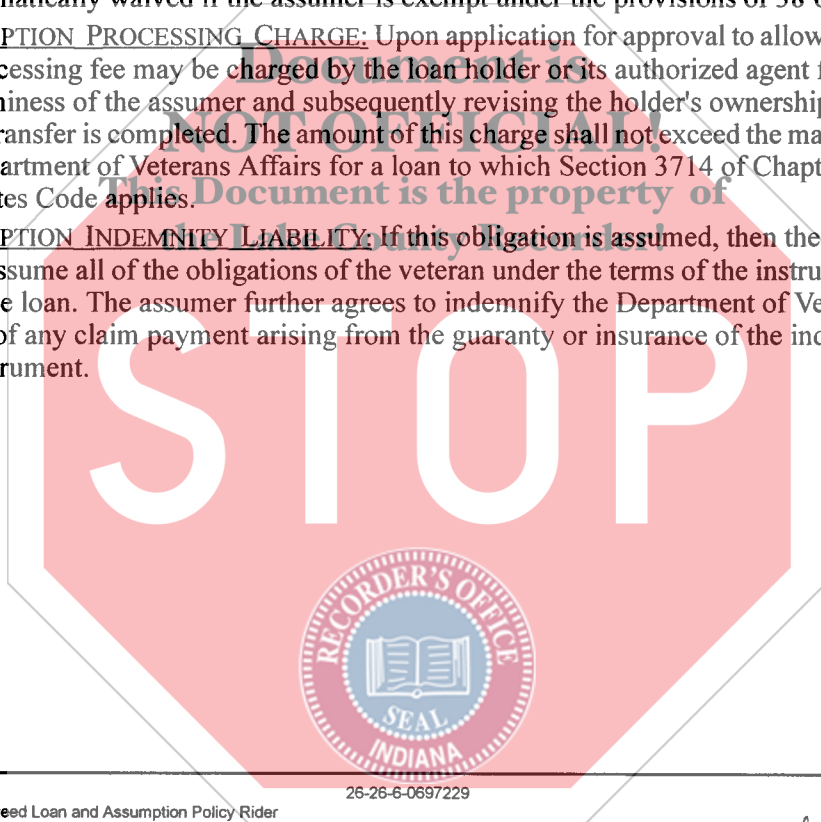 matically waived if the assumer is exempt under the provisions of 38
PTION PROCESSING CHARGE: Upon application for approval to allow
cessing fee may be charged by the loan holder or its authorized agent f
hiness of the assumer and subsequently revising the holder's ownership
ransfer is completed. The amount of this charge shall not exceed the ma
artment of Veterans Affairs for a loan to which Section 3714 of Chapt
tes Code applies.
PTION INDEMNITY LIABILITY: If this obligation is assumed, then the
ssume all of the obligations of the veteran under the terms of the instru
e loan. The assumer further agrees to indemnify the Department of Ve
of any claim payment arising from the guaranty or insurance of the ind
rument.
Document is
NOT OFFICIAL!
This Document is the property of
the Lake County Recorder!
STOP
RECORDER'S OFFICE
SEAL
INDIANA
26-26-6-0697229
eed Loan and Assumption Policy Rider